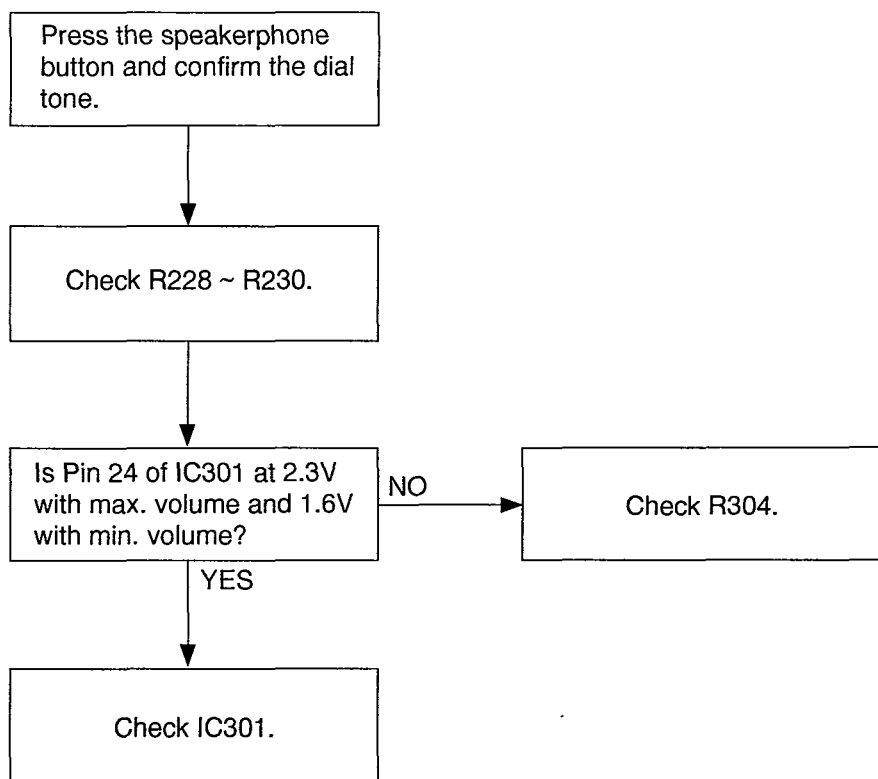 Press the speakerphone
button and confirm the dial
tone.
Check R228 ~ R230.
Is Pin 24 of IC301 at 2.3V
with max. volume and 1.6V
with min. volume?
NO
Check R304.
YES
Check IC301.